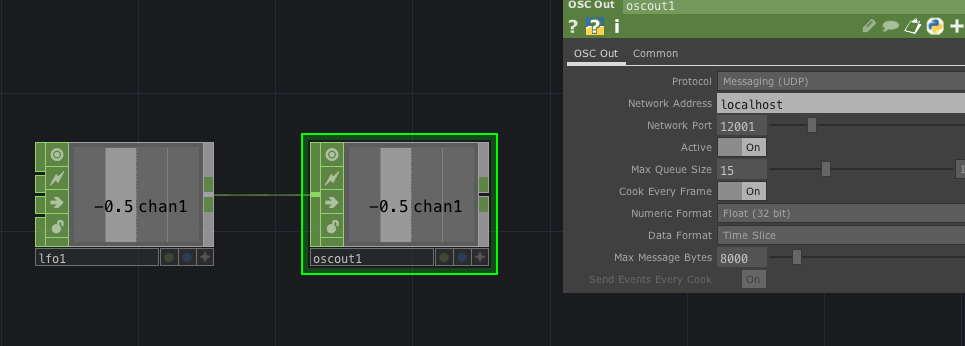 OSC Out oscout1
? ? i
OSC Out Common
Protocol Messaging (UDP)
Network Address localhost
Network Port 12001
Active On
Max Queue Size 15
Cook Every Frame On
Numeric Format Float (32 bit)
Data Format Time Slice
Max Message Bytes 8000
Send Events Every Cook On
-0.5 chan1
lfo1
-0.5 chan1
oscout1